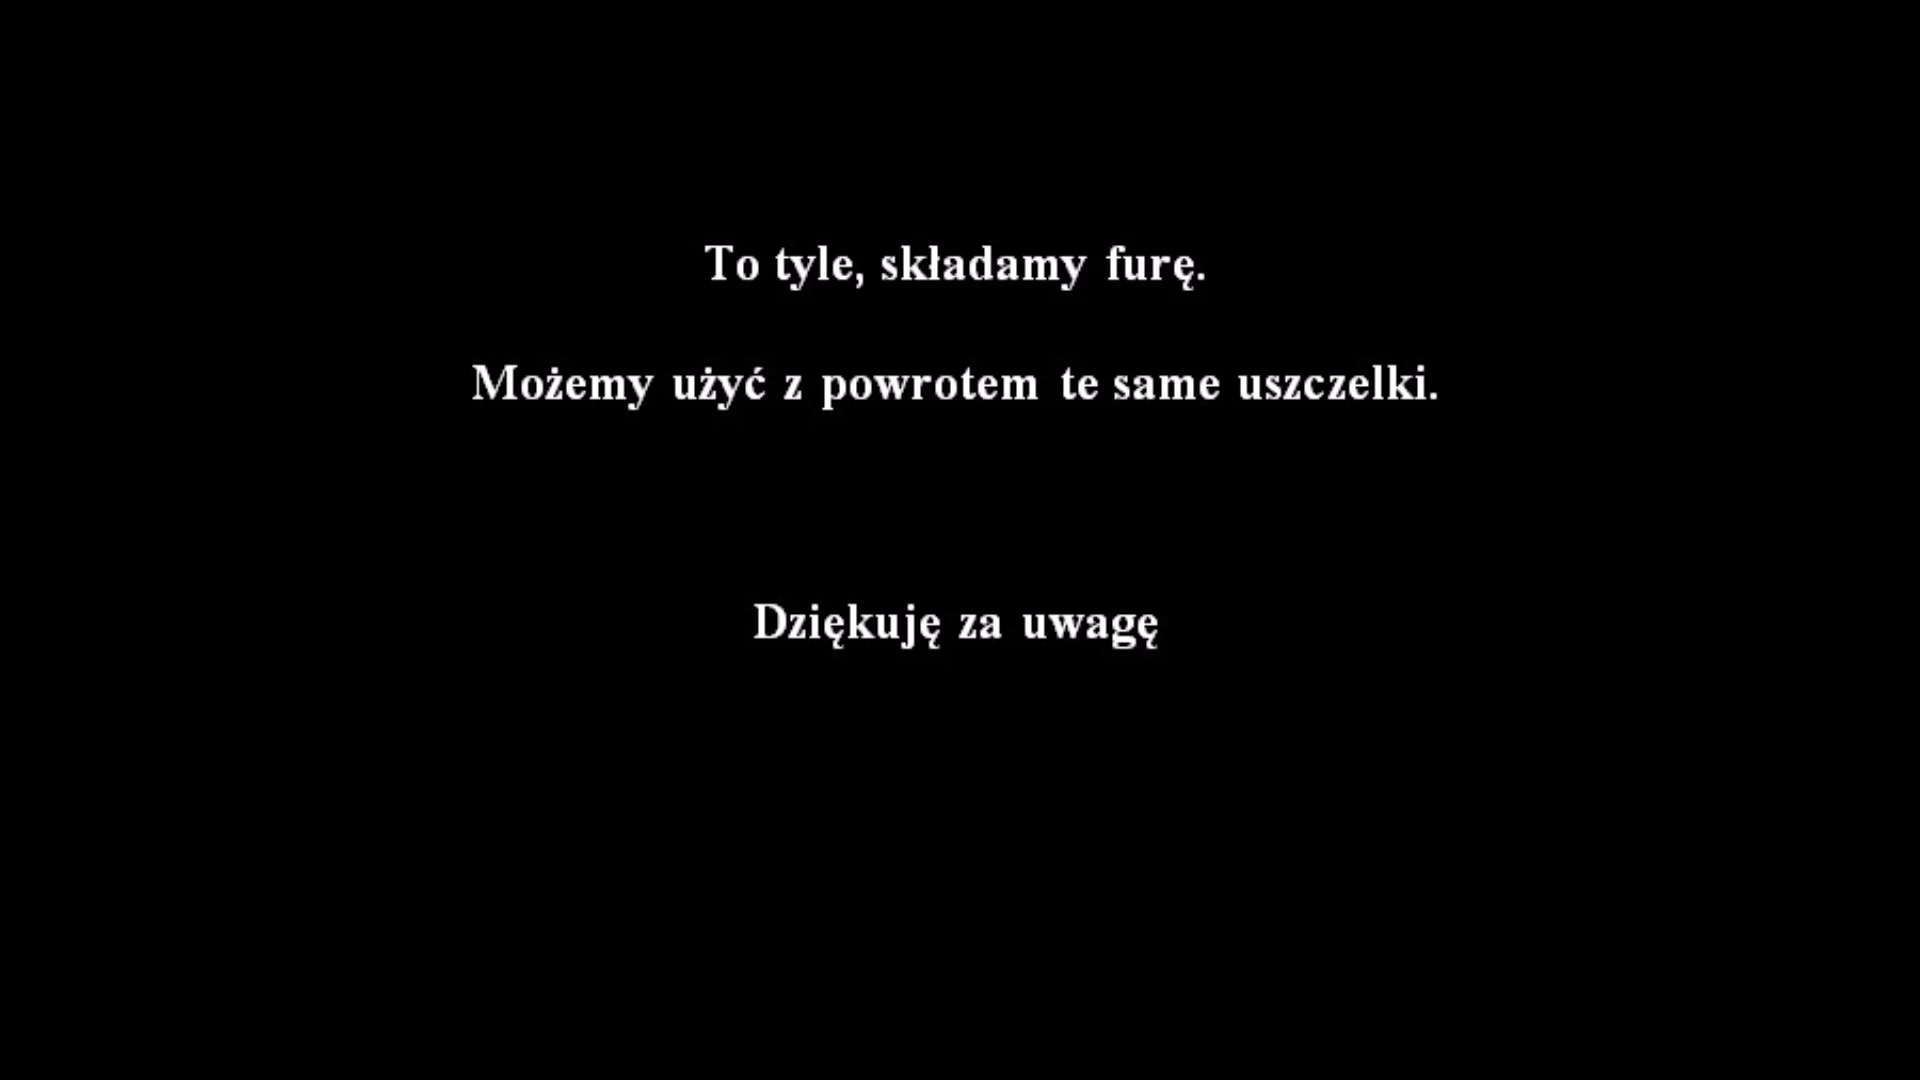 To tyle, składamy furę.
Możemy użyć z powrotem te same uszczelki.
Dziękuję za uwagę